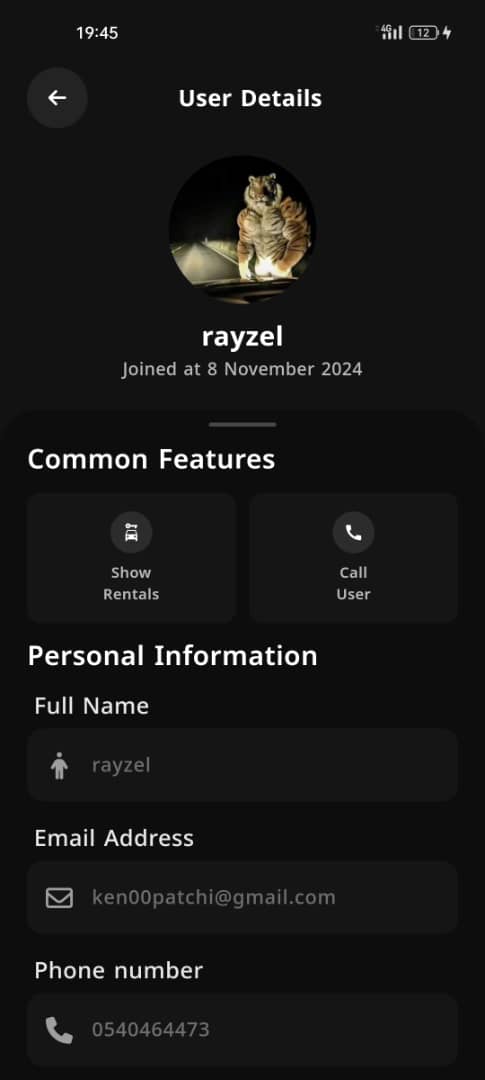 19:45
4G
12
User Details
rayzel
Joined at 8 November 2024
Common Features
Show
Rentals
Call
User
Personal Information
Full Name
rayzel
Email Address
ken00patchi@gmail.com
Phone number
0540464473